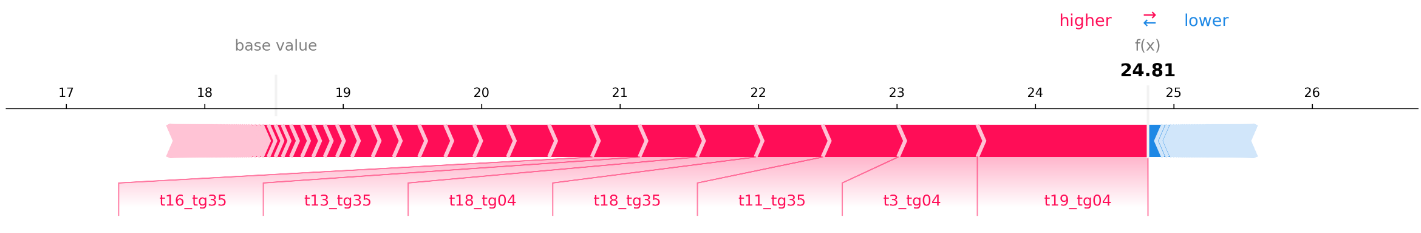 higher ⇄ lower
base value f(x)
24.81
17 18 19 20 21 22 23 24 25 26
t16_tg35 t13_tg35 t18_tg04 t18_tg35 t11_tg35 t3_tg04 t19_tg04